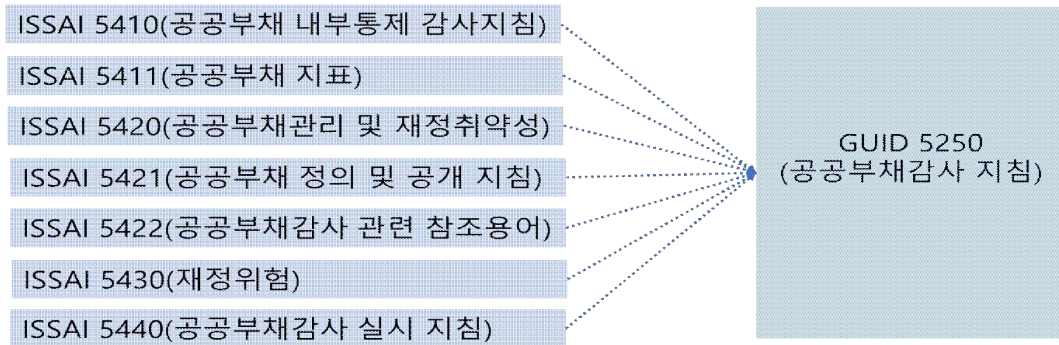 ISSAI 5410(공공부채 내부통제 감사지침)
ISSAI 5411(공공부채 지표)
ISSAI 5420(공공부채관리 및 재정취약성)
ISSAI 5421(공공부채 정의 및 공개 지침)
ISSAI 5422(공공부채감사 관련 참조용어)
ISSAI 5430(재정위험)
ISSAI 5440(공공부채감사 실시 지침)
GUID 5250
(공공부채감사 지침)